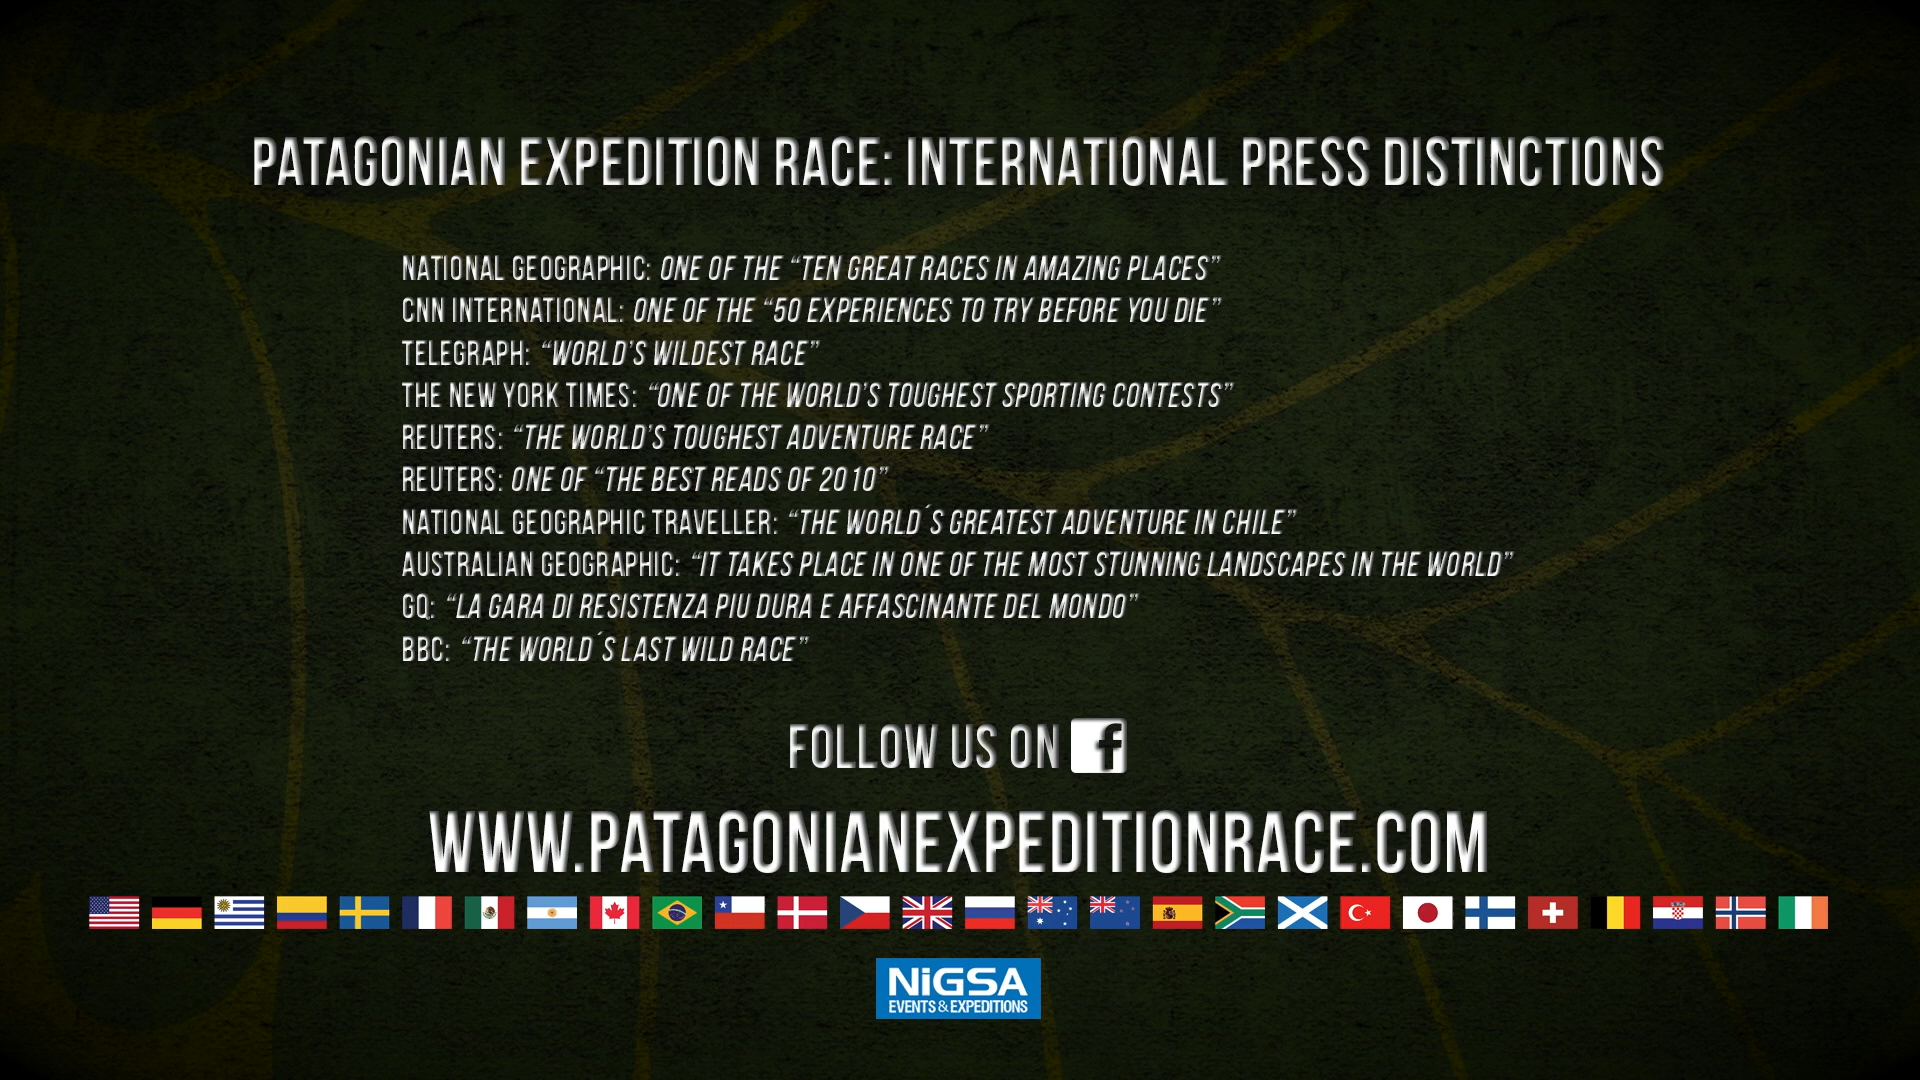 PATAGONIAN EXPEDITION RACE: INTERNATIONAL PRESS DISTINCTIONS
NATIONAL GEOGRAPHIC: ONE OF THE “TEN GREAT RACES IN AMAZING PLACES”
CNN INTERNATIONAL: ONE OF THE “50 EXPERIENCES TO TRY BEFORE YOU DIE”
TELEGRAPH: “WORLD’S WILDEST RACE”
THE NEW YORK TIMES: “ONE OF THE WORLD’S TOUGHEST SPORTING CONTESTS”
REUTERS: “THE WORLD’S TOUGHEST ADVENTURE RACE”
REUTERS: ONE OF “THE BEST READS OF 2010”
NATIONAL GEOGRAPHIC TRAVELLER: “THE WORLD´S GREATEST ADVENTURE IN CHILE”
AUSTRALIAN GEOGRAPHIC: “IT TAKES PLACE IN ONE OF THE MOST STUNNING LANDSCAPES IN THE WORLD”
GQ: “LA GARA DI RESISTENZA PIU DURA E AFFASCINANTE DEL MONDO”
BBC: “THE WORLD´S LAST WILD RACE”
FOLLOW US ON f
WWW.PATAGONIANEXPEDITIONRACE.COM
NiGSA
EVENTS & EXPEDITIONS